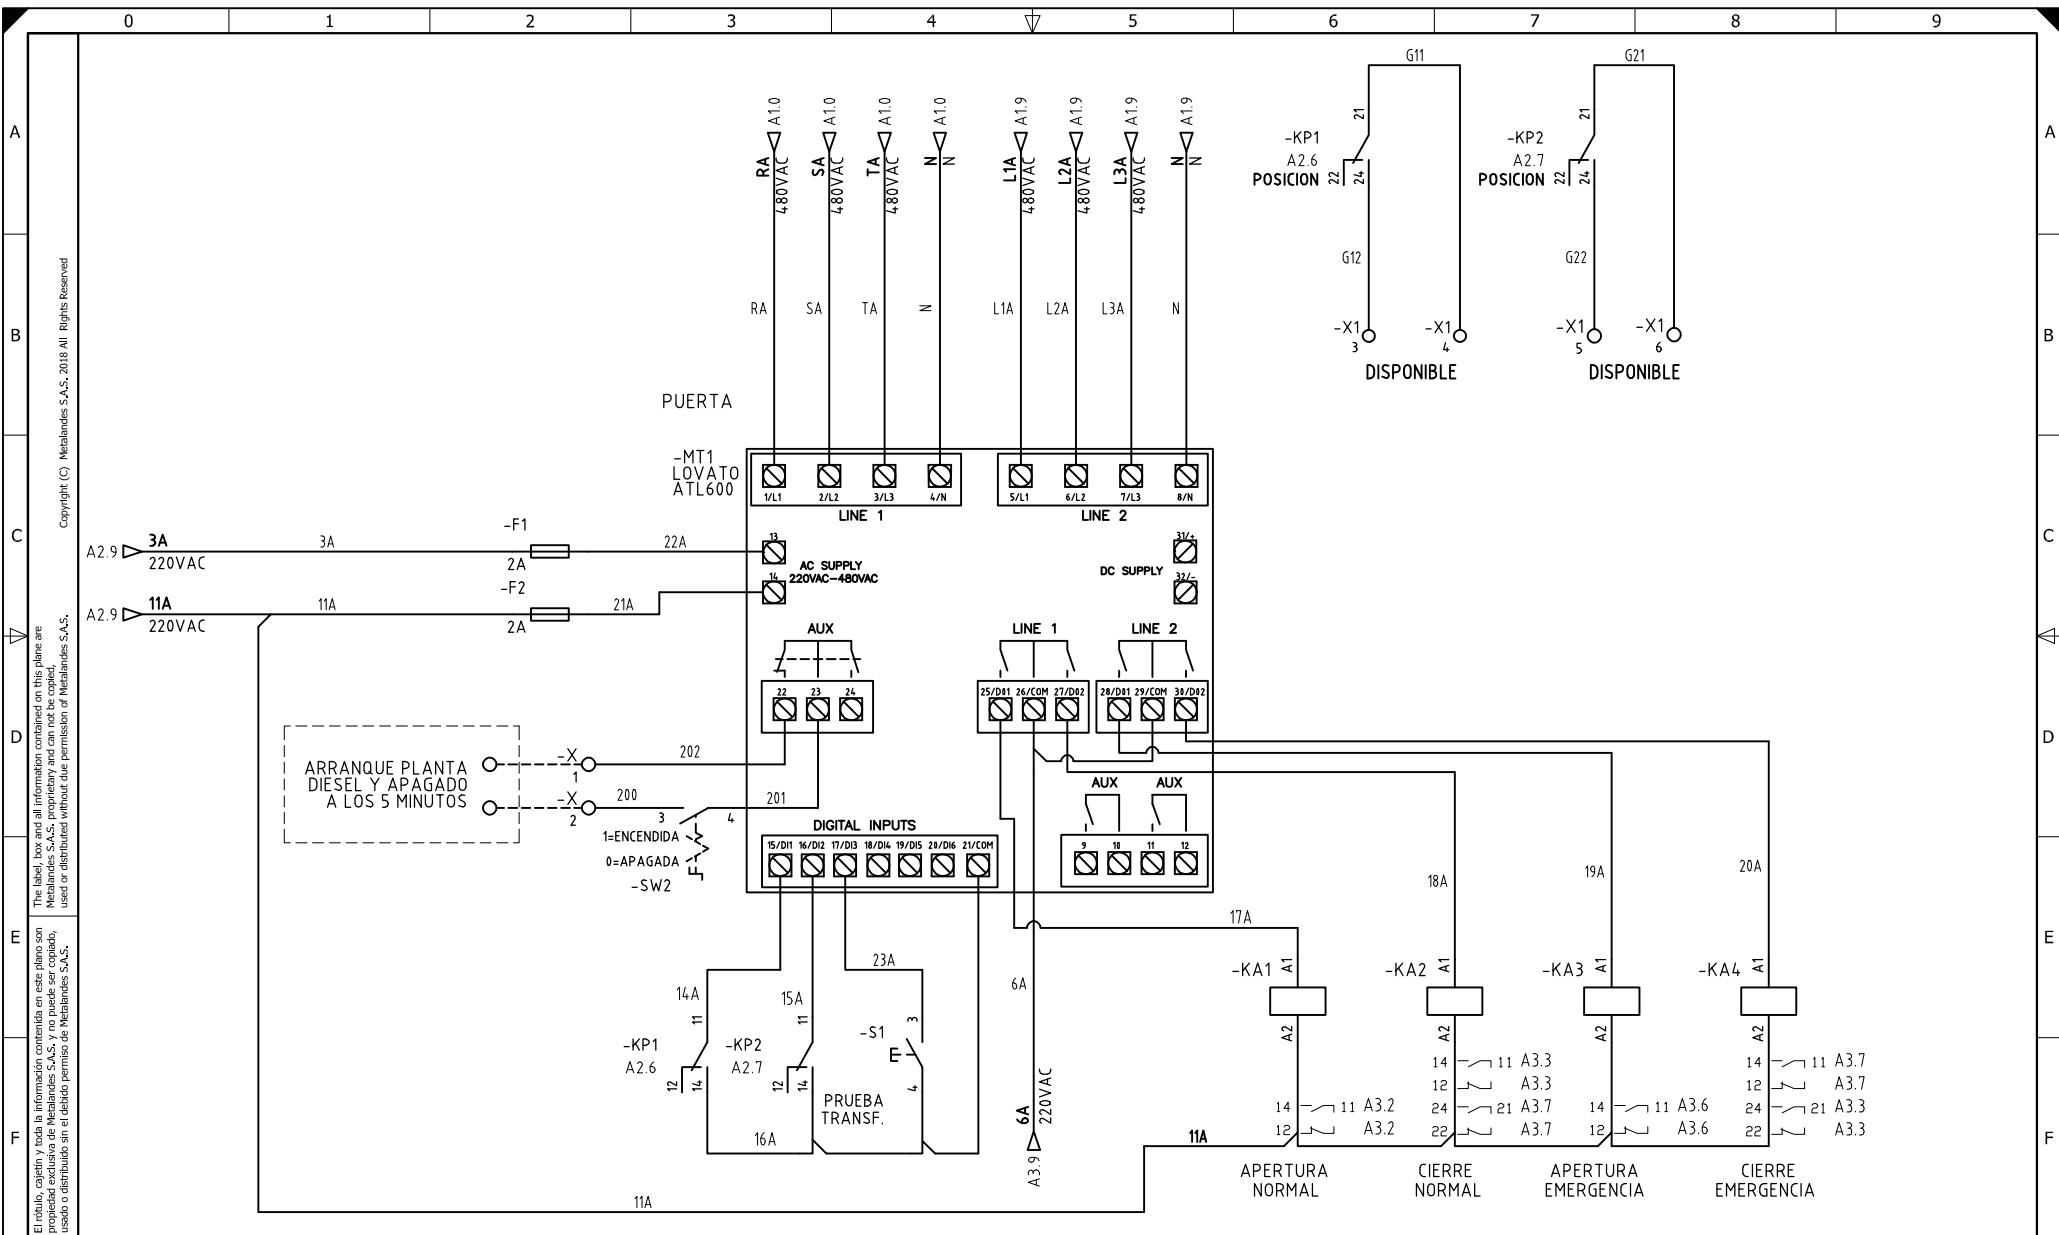 0 1 2 3 4 5 6 7 8 9
A
B
C
D
E
F
A
B
C
D
E
F
Copyright (C) Metalandes S.A.S. 2018 All Rights Reserved
The label, box and all information contained on this plane are
Metalandes S.A.S. proprietary and can not be copied,
used or distributed without due permission of Metalandes S.A.S.
El rótulo, cajetín y toda la información contenida en este plano son
propiedad exclusiva de Metalandes S.A.S. y no puede ser copiado,
usado o distribuido sin el debido permiso de Metalandes S.A.S.
A1.0 A1.0 A1.0 A1.0 A1.9 A1.9 A1.9 A1.9
RA SA TA N L1A L2A L3A N
480VAC 480VAC 480VAC N 480VAC 480VAC 480VAC N
RA SA TA N L1A L2A L3A N
G11
21
-KP1
A2.6
POSICION
22 24
G12
-X1
3
-X1
4
DISPONIBLE
G21
21
-KP2
A2.7
POSICION
22 24
G22
-X1
5
-X1
6
DISPONIBLE
PUERTA
-MT1
LOVATO
ATL600
1/L1 2/L2 3/L3 4/N
LINE 1
5/L1 6/L2 7/L3 8/N
LINE 2
A2.9
3A
220VAC
3A
-F1
2A
22A
13
A2.9
11A
220VAC
11A
-F2
2A
21A
14
AC SUPPLY
220VAC-480VAC
31/+
DC SUPPLY
32/-
AUX
22 23 24
LINE 1
25/DO1 26/COM 27/DO2
LINE 2
28/DO1 29/COM 30/DO2
ARRANQUE PLANTA
DIESEL Y APAGADO
A LOS 5 MINUTOS
-X
1
202
-X
2
200
3 4
201
1=ENCENDIDA
0=APAGADA
-SW2
DIGITAL INPUTS
15/DI1 16/DI2 17/DI3 18/DI4 19/DI5 20/DI6 21/COM
AUX AUX
9 10 11 12
14A
11
-KP1
A2.6
12 14
15A
11
-KP2
A2.7
12 14
23A
3
-S1
E
4
PRUEBA
TRANSF.
16A
6A
6A
220VAC
A3.9
17A
18A
19A
20A
-KA1 A1
A2
-KA2 A1
A2
-KA3 A1
A2
-KA4 A1
A2
14 11 A3.2
12 A3.2
APERTURA
NORMAL
14 11 A3.3
12 A3.3
24 21 A3.7
22 A3.7
CIERRE
NORMAL
14 11 A3.6
12 A3.6
APERTURA
EMERGENCIA
14 11 A3.7
12 A3.7
24 21 A3.3
22 A3.3
CIERRE
EMERGENCIA
11A
11A